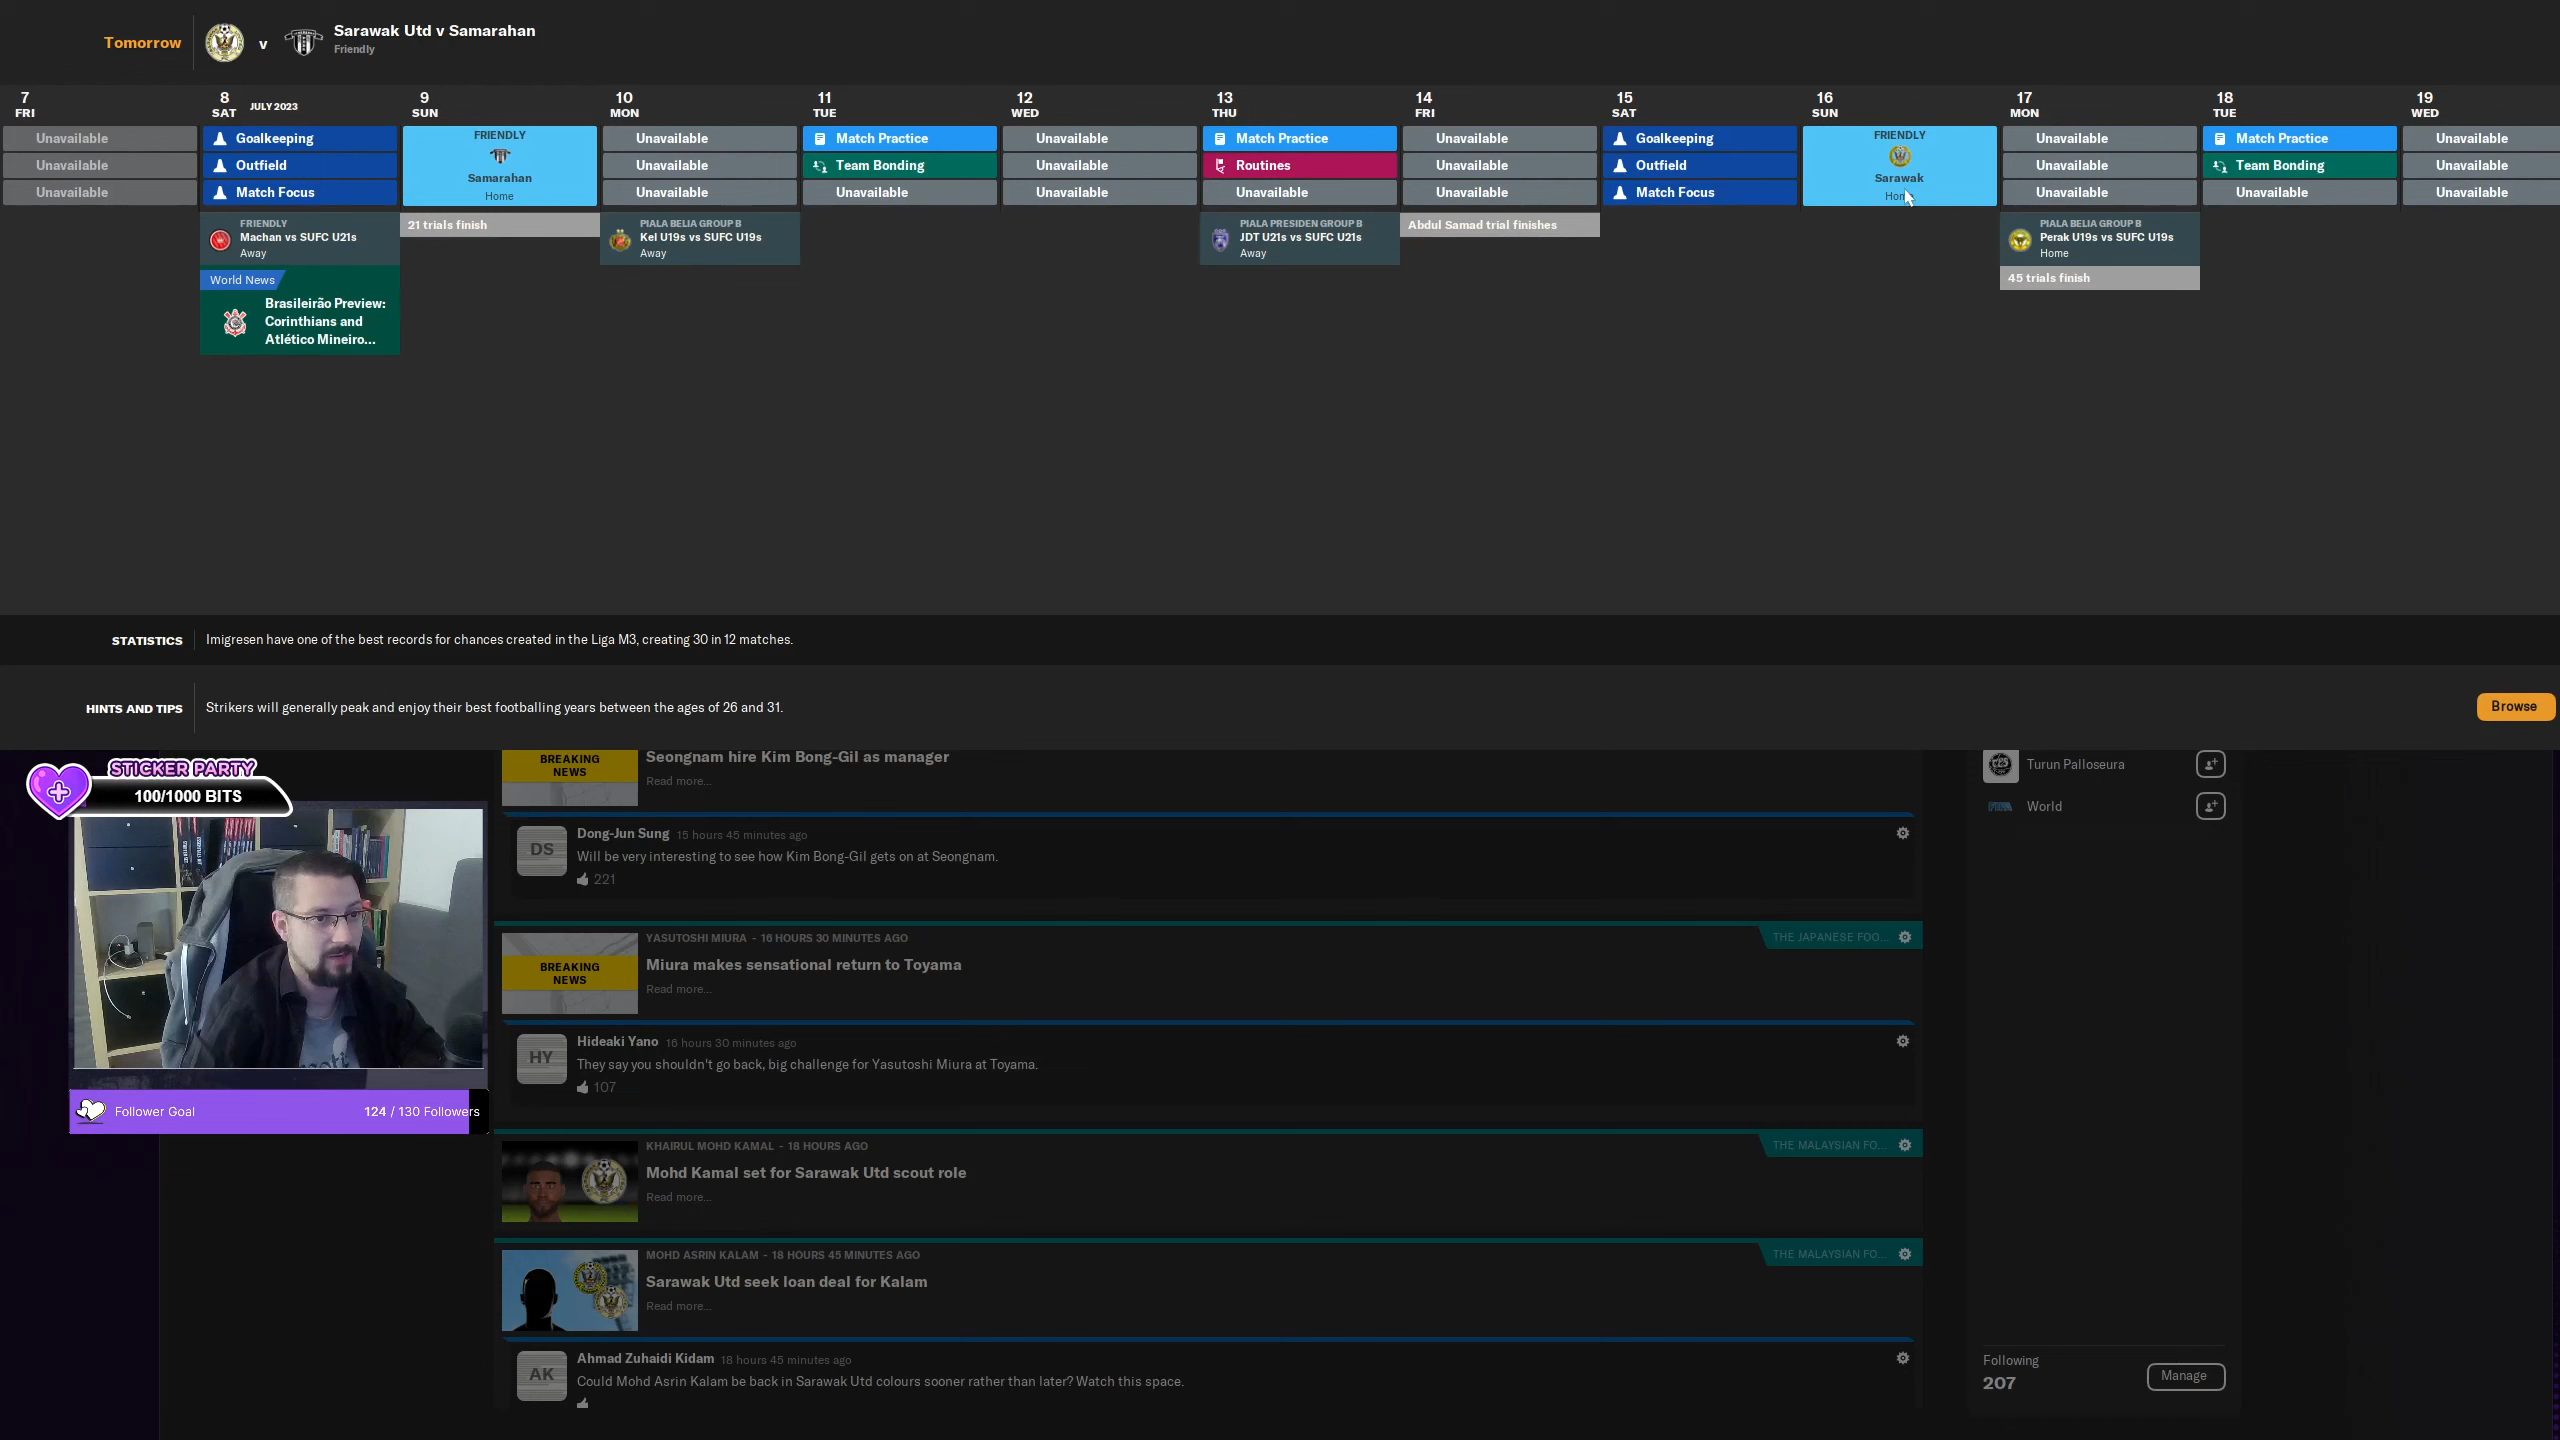 Tomorrow
v
Sarawak Utd v Samarahan
Friendly
7
FRI
8
SAT
JULY 2023
9
SUN
10
MON
11
TUE
12
WED
13
THU
14
FRI
15
SAT
16
SUN
17
MON
18
TUE
19
WED
Unavailable
Unavailable
Unavailable
Goalkeeping
Outfield
Match Focus
FRIENDLY
Machan vs SUFC U21s
Away
World News
Brasileirão Preview:
Corinthians and
Atlético Mineiro...
FRIENDLY
Samarahan
Home
21 trials finish
Unavailable
Unavailable
Unavailable
PIALA BELIA GROUP B
Kel U19s vs SUFC U19s
Away
Match Practice
Team Bonding
Unavailable
Unavailable
Unavailable
Unavailable
Match Practice
Routines
Unavailable
PIALA PRESIDEN GROUP B
JDT U21s vs SUFC U21s
Away
Unavailable
Unavailable
Unavailable
Abdul Samad trial finishes
Goalkeeping
Outfield
Match Focus
FRIENDLY
Sarawak
Home
Unavailable
Unavailable
Unavailable
PIALA BELIA GROUP B
Perak U19s vs SUFC U19s
Home
45 trials finish
Match Practice
Team Bonding
Unavailable
Unavailable
Unavailable
Unavailable
STATISTICS
Imigresen have one of the best records for chances created in the Liga M3, creating 30 in 12 matches.
HINTS AND TIPS
Strikers will generally peak and enjoy their best footballing years between the ages of 26 and 31.
Browse
STICKER PARTY
100/1000 BITS
Follower Goal
124 / 130 Followers
BREAKING
NEWS
Seongnam hire Kim Bong-Gil as manager
Read more...
DS
Dong-Jun Sung 15 hours 45 minutes ago
Will be very interesting to see how Kim Bong-Gil gets on at Seongnam.
221
YASUTOSHI MIURA - 16 HOURS 30 MINUTES AGO
THE JAPANESE FOO...
BREAKING
NEWS
Miura makes sensational return to Toyama
Read more...
HY
Hideaki Yano 16 hours 30 minutes ago
They say you shouldn't go back, big challenge for Yasutoshi Miura at Toyama.
107
KHAIRUL MOHD KAMAL - 18 HOURS AGO
THE MALAYSIAN FO...
Mohd Kamal set for Sarawak Utd scout role
Read more...
MOHD ASRIN KALAM - 18 HOURS 45 MINUTES AGO
THE MALAYSIAN FO...
Sarawak Utd seek loan deal for Kalam
Read more...
AK
Ahmad Zuhaidi Kidam 18 hours 45 minutes ago
Could Mohd Asrin Kalam be back in Sarawak Utd colours sooner rather than later? Watch this space.
Turun Palloseura
FIFA
World
Following
207
Manage